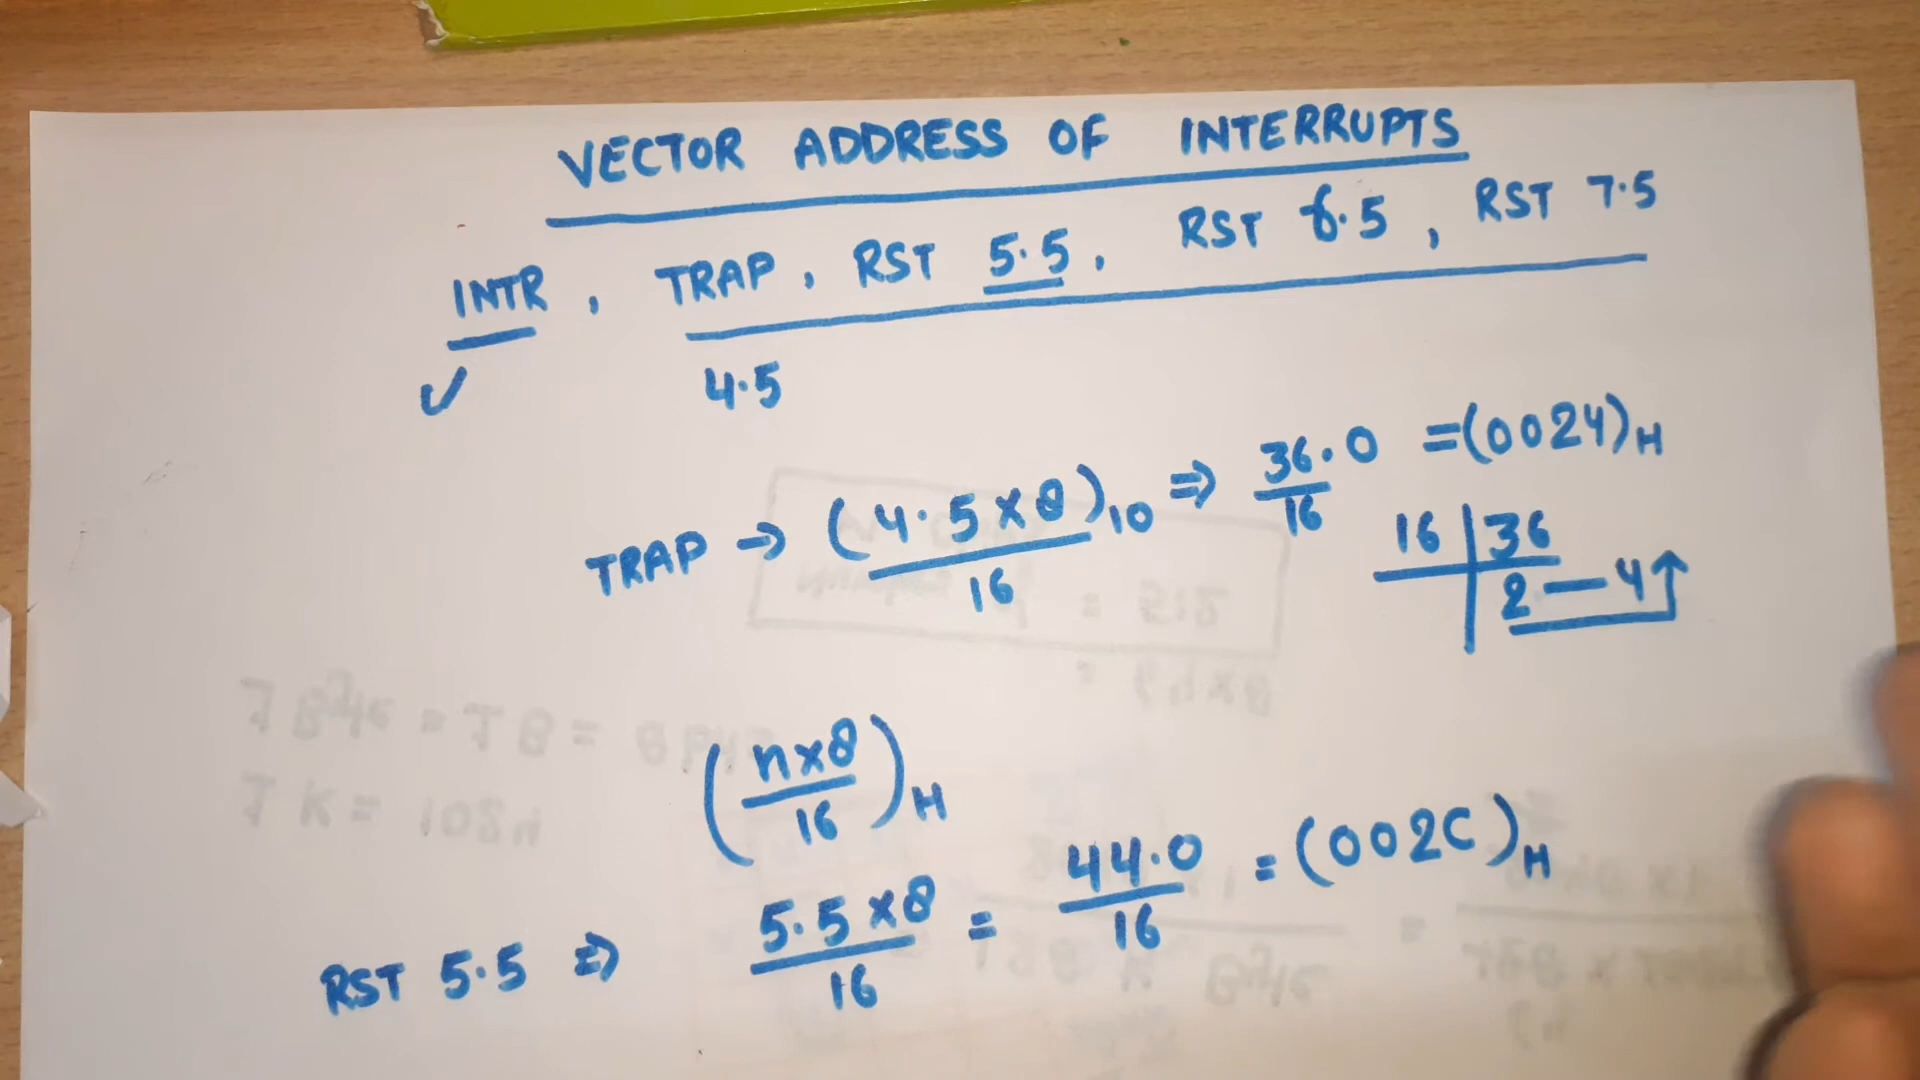 VECTOR ADDRESS OF INTERRUPTS
INTR, TRAP, RST 5.5, RST 6.5, RST 7.5
✓ 4.5
TRAP → (4.5×8)10 / 16 ⇒ 36.0 / 16 = (0024)H
16 | 36
2 — 4
(n×8 / 16)H
RST 5.5 ⇒ 5.5×8 / 16 = 44.0 / 16 = (002C)H